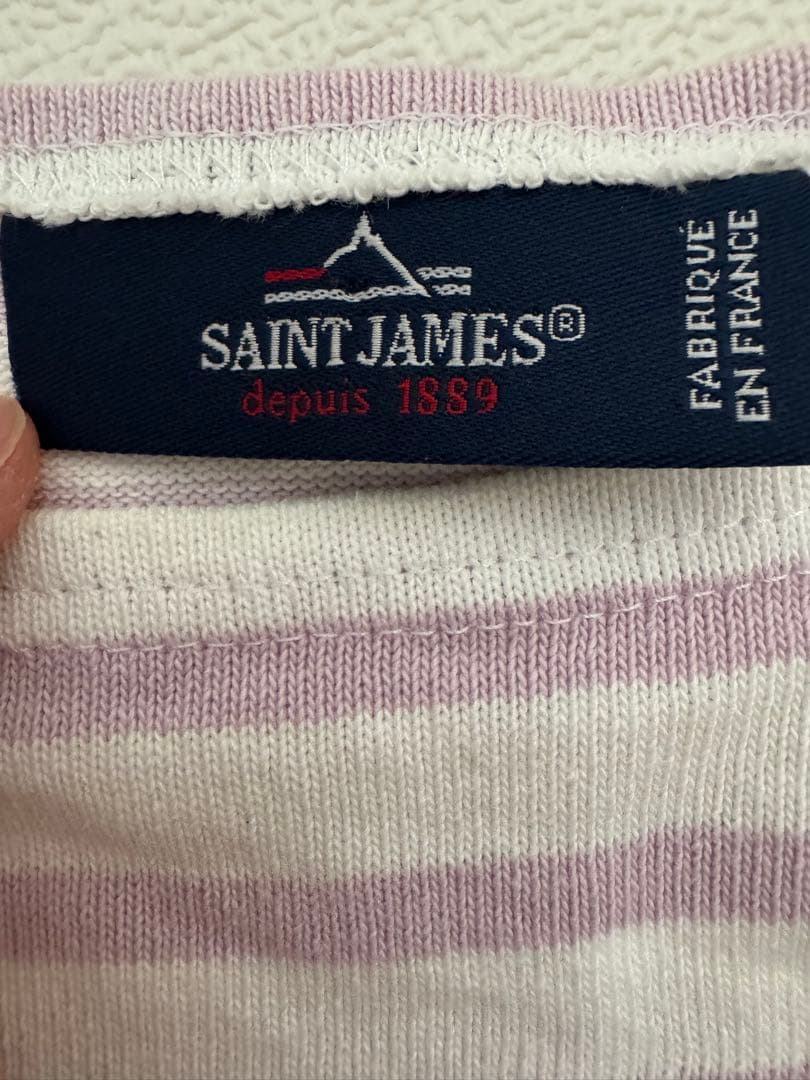 SAINT JAMES®
depuis 1889
FABRIQUÉ
EN FRANCE